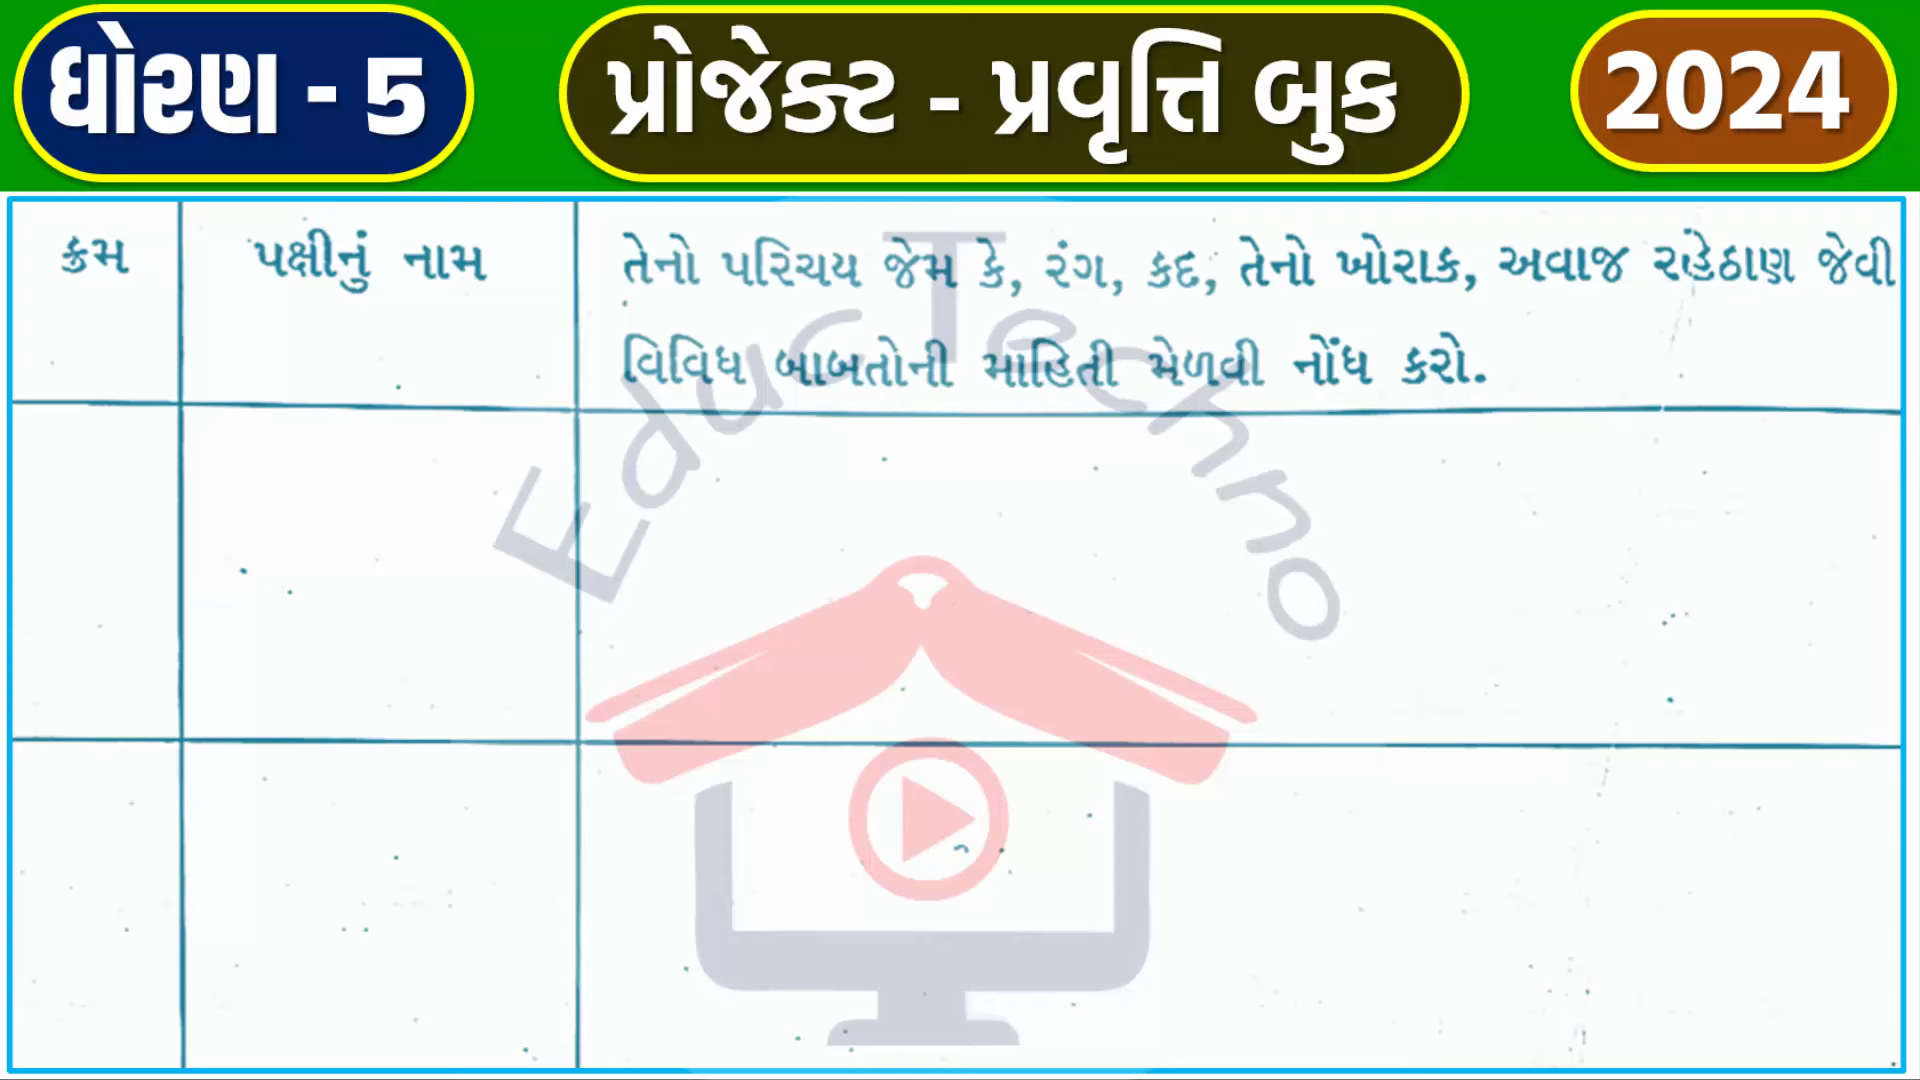 ધોરણ - 5
પ્રોજેક્ટ - પ્રવૃત્તિ બુક
2024
ક્રમ
પક્ષીનું નામ
તેનો પરિચય જેમ કે, રંગ, કદ, તેનો ખોરાક, અવાજ રહેઠાણ જેવી
વિવિધ બાબતોની માહિતી મેળવી નોંધ કરો.
EducTechno